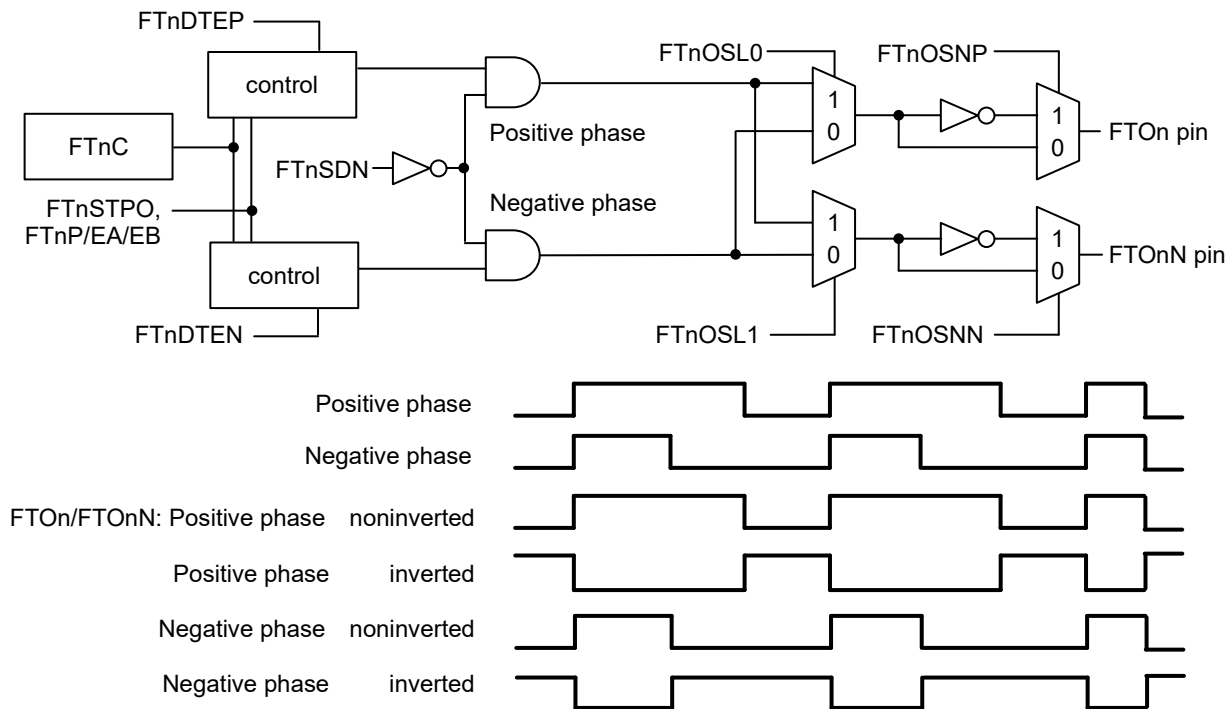 FTnDTEP
control
FTnC
FTnSTPO,
FTnP/EA/EB
control
FTnDTEN
FTnSDN
Positive phase
Negative phase
FTnOSL0
1
0
FTnOSNP
1
0
FTOn pin
1
0
FTnOSL1
1
0
FTnOSNN
FTOnN pin
Positive phase
Negative phase
FTOn/FTOnN: Positive phase noninverted
Positive phase inverted
Negative phase noninverted
Negative phase inverted